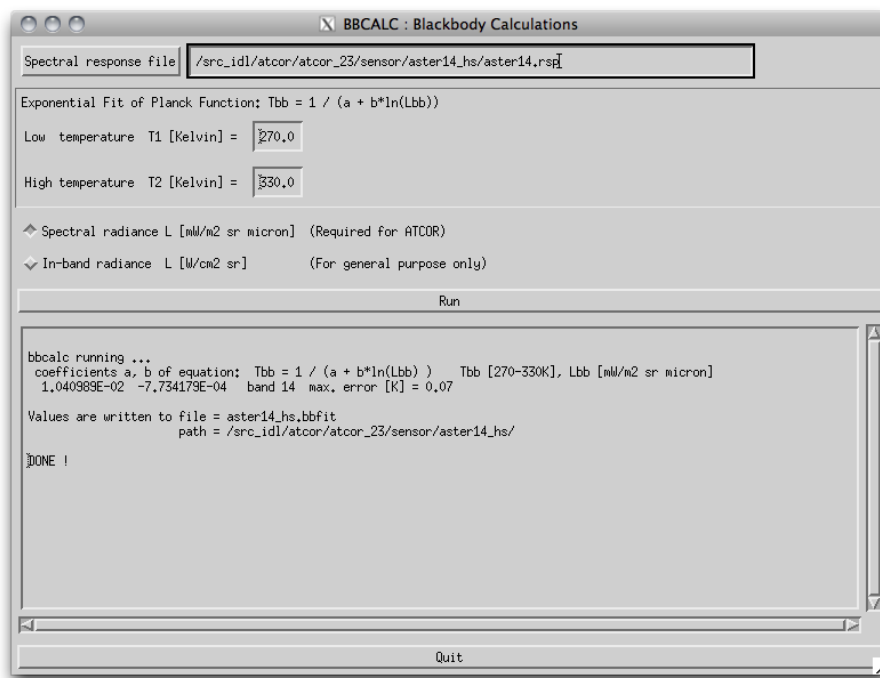 BBCALC : Blackbody Calculations
Spectral response file /src_idl/atcor/atcor_23/sensor/aster14_hs/aster14.rsp
Exponential Fit of Planck Function: Tbb = 1 / (a + b*ln(Lbb))
Low temperature T1 [Kelvin] = 270.0
High temperature T2 [Kelvin] = 330.0
Spectral radiance L [mW/m2 sr micron] (Required for ATCOR)
In-band radiance L [W/cm2 sr] (For general purpose only)
Run
bbcalc running ...
coefficients a, b of equation: Tbb = 1 / (a + b*ln(Lbb) ) Tbb [270-330K], Lbb [mW/m2 sr micron]
1.040989E-02 -7.734179E-04 band 14 max. error [K] = 0.07
Values are written to file = aster14_hs.bbfit
path = /src_idl/atcor/atcor_23/sensor/aster14_hs/
DONE !
Quit